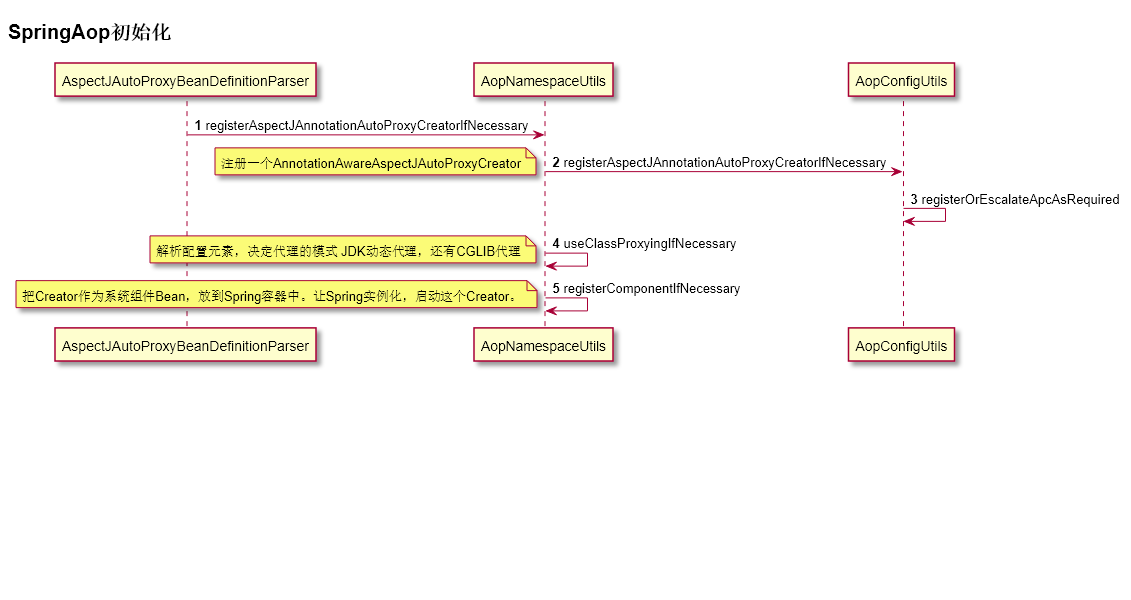 SpringAop初始化
AspectJAutoProxyBeanDefinitionParser
AopNamespaceUtils
AopConfigUtils
1 registerAspectJAnnotationAutoProxyCreatorIfNecessary
注册一个AnnotationAwareAspectJAutoProxyCreator
2 registerAspectJAnnotationAutoProxyCreatorIfNecessary
3 registerOrEscalateApcAsRequired
解析配置元素，决定代理的模式 JDK动态代理，还有CGLIB代理
4 useClassProxyingIfNecessary
把Creator作为系统组件Bean，放到Spring容器中。让Spring实例化，启动这个Creator。
5 registerComponentIfNecessary
AspectJAutoProxyBeanDefinitionParser
AopNamespaceUtils
AopConfigUtils